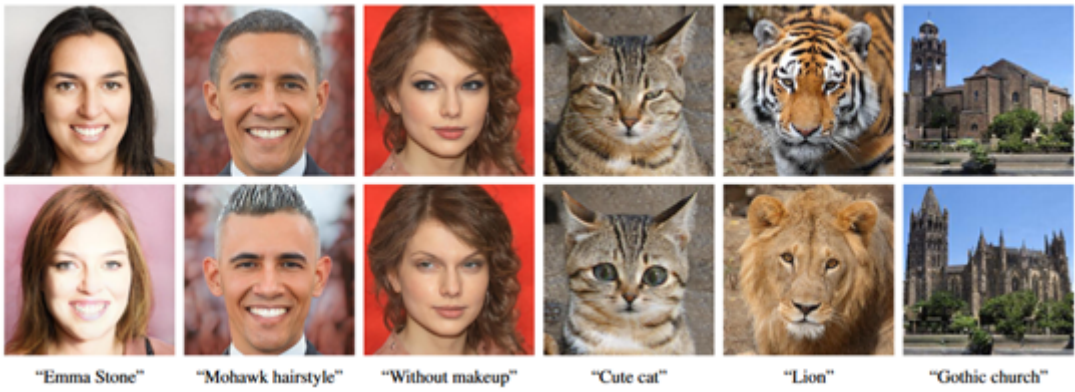 “Emma Stone” “Mohawk hairstyle” “Without makeup” “Cute cat” “Lion” “Gothic church”